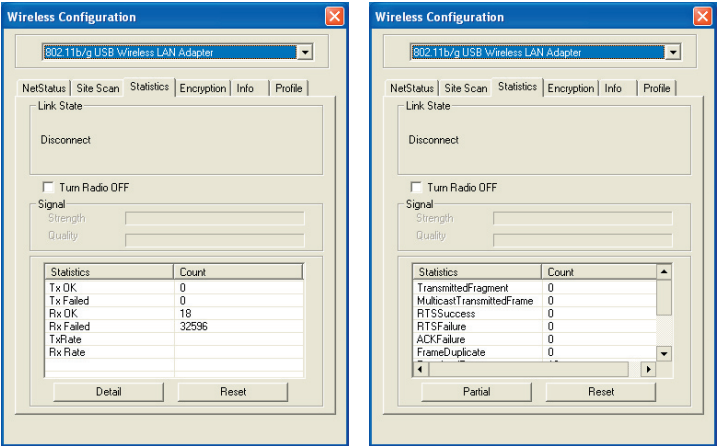 Wireless Configuration
802.11b/g USB Wireless LAN Adapter
NetStatus Site Scan Statistics Encryption Info Profile
Link State
Disconnect
Turn Radio OFF
Signal
Strength
Quality
Statistics Count
Tx OK 0
Tx Failed 0
Rx OK 18
Rx Failed 32596
TxRate
Rx Rate
Detail Reset
Wireless Configuration
802.11b/g USB Wireless LAN Adapter
NetStatus Site Scan Statistics Encryption Info Profile
Link State
Disconnect
Turn Radio OFF
Signal
Strength
Quality
Statistics Count
TransmittedFragment 0
MulticastTransmittedFrame 0
RTSSuccess 0
RTSFailure 0
ACKFailure 0
FrameDuplicate 0
Partial Reset